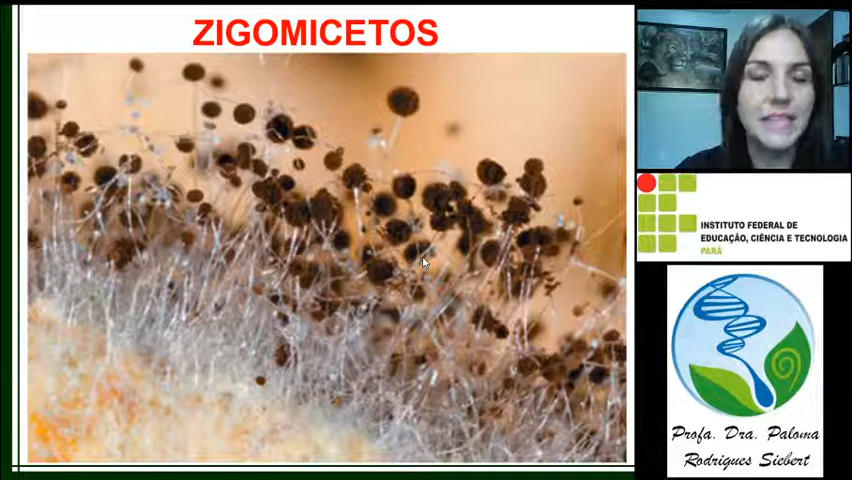 ZIGOMICETOS
INSTITUTO FEDERAL DE
EDUCAÇÃO, CIÊNCIA E TECNOLOGIA
PARÁ
Profa. Dra. Paloma
Rodrigues Siebert